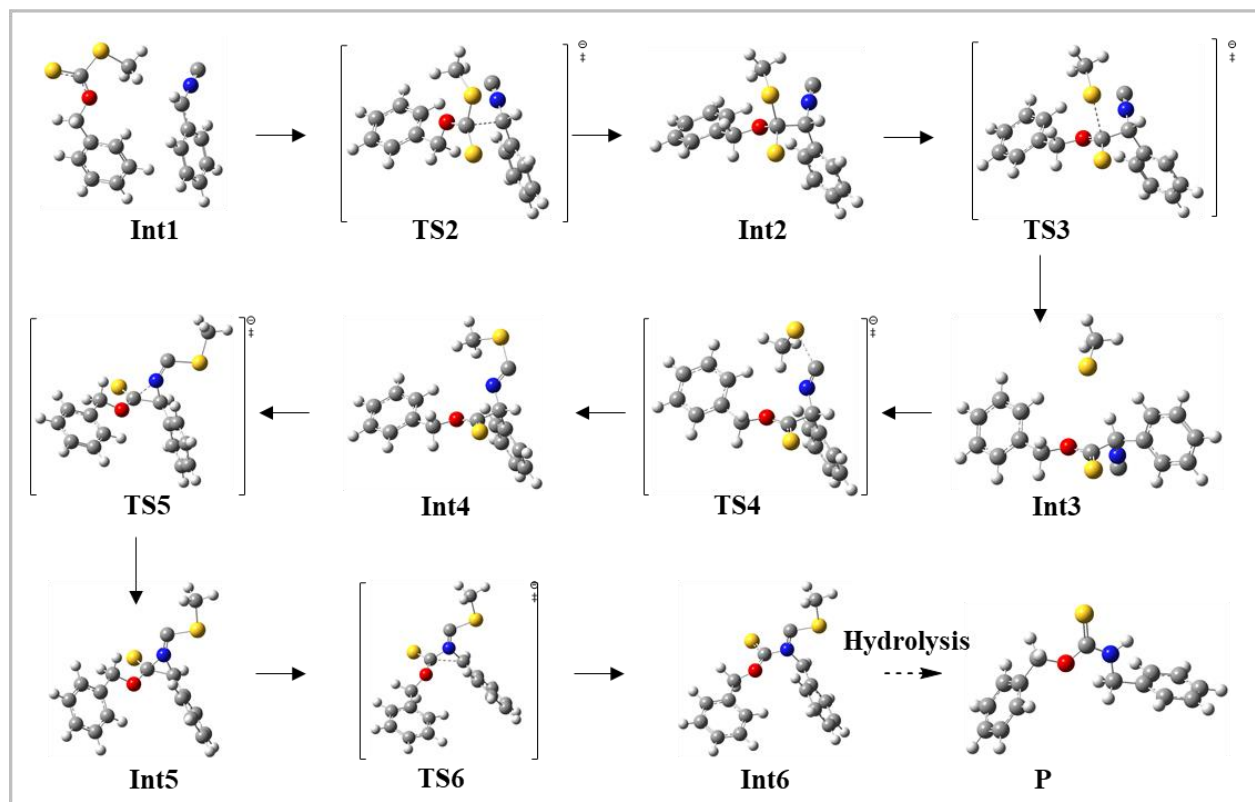 ⊖
‡
⊖
‡
Int1
TS2
Int2
TS3
⊖
‡
⊖
‡
TS5
Int4
TS4
Int3
⊖
‡
Hydrolysis
Int5
TS6
Int6
P